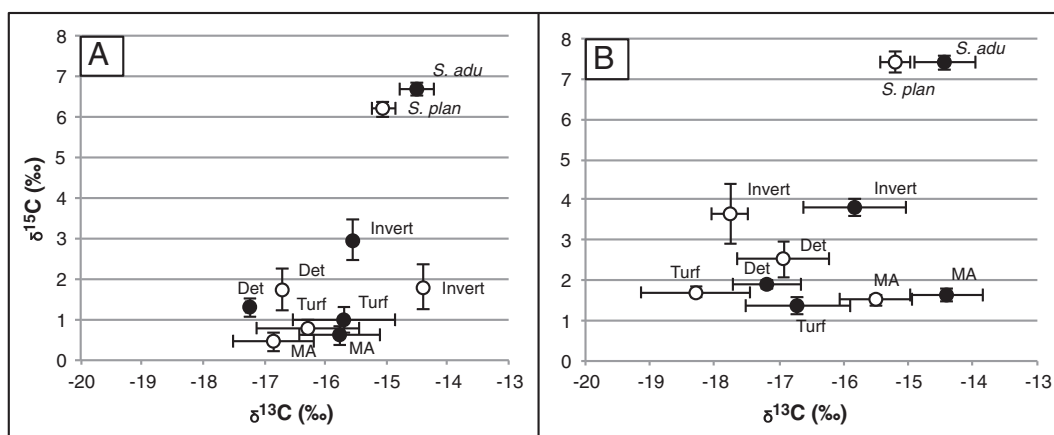 A
8
7
6
5
4
3
2
1
0
δ15C (‰)
S. adu
S. plan
Invert
Det
Det
Invert
Turf
Turf
MA
MA
-20 -19 -18 -17 -16 -15 -14 -13
δ13C (‰)
B
8
7
6
5
4
3
2
1
0
S. adu
S. plan
Invert
Invert
Det
Turf
Det
MA
MA
Turf
-20 -19 -18 -17 -16 -15 -14 -13
δ13C (‰)